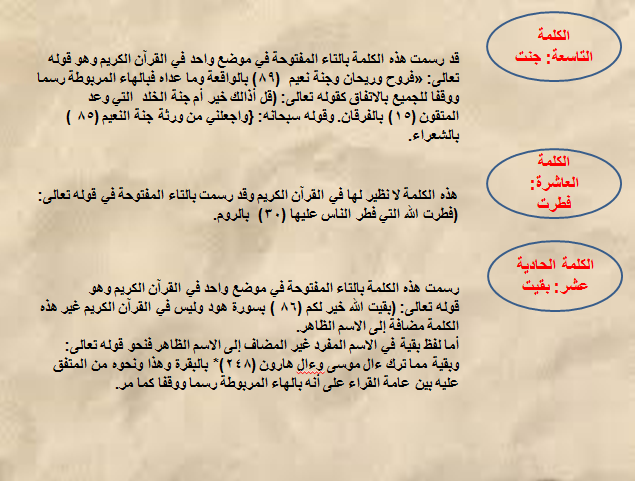 الكلمة
التاسعة: جنت
قد رسمت هذه الكلمة بالتاء المفتوحة في موضع واحد في القرآن الكريم وهو قوله
تعالى: «فروح وريحان وجنة نعيم (٨٩) بالواقعة وما عداه فبالهاء المربوطة رسما
ووقفا للجميع بالاتفاق كقوله تعالى: (قل أذالك خير أم جنة الخلد التي وعد
المتقون (١٥) بالفرقان. وقوله سبحانه: {واجعلني من ورثة جنة النعيم (٨٥ )
بالشعراء.
الكلمة
العاشرة:
فطرت
هذه الكلمة لا نظير لها في القرآن الكريم وقد رسمت بالتاء المفتوحة في قوله تعالى:
(فطرت الله التي فطر الناس عليها (٣٠) بالروم.
الكلمة الحادية
عشر: بقيت
رسمت هذه الكلمة بالتاء المفتوحة في موضع واحد في القرآن الكريم وهو
قوله تعالى: (بقيت الله خير لكم (٨٦ ) بسورة هود وليس في القرآن الكريم غير هذه
الكلمة مضافة إلى الاسم الظاهر.
أما لفظ بقية في الاسم المفرد غير المضاف إلى الاسم الظاهر فنحو قوله تعالى:
وبقية مما ترك ءال موسى وءال هارون (٢٤٨)* بالبقرة وهذا ونحوه من المتفق
عليه بين عامة القراء على أنه بالهاء المربوطة رسما ووقفا كما مر.